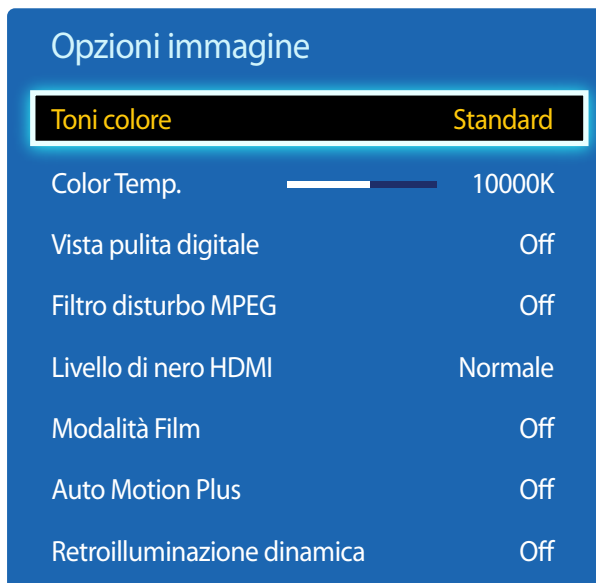 Opzioni immagine
Toni colore Standard
Color Temp. 10000K
Vista pulita digitale Off
Filtro disturbo MPEG Off
Livello di nero HDMI Normale
Modalità Film Off
Auto Motion Plus Off
Retroilluminazione dinamica Off